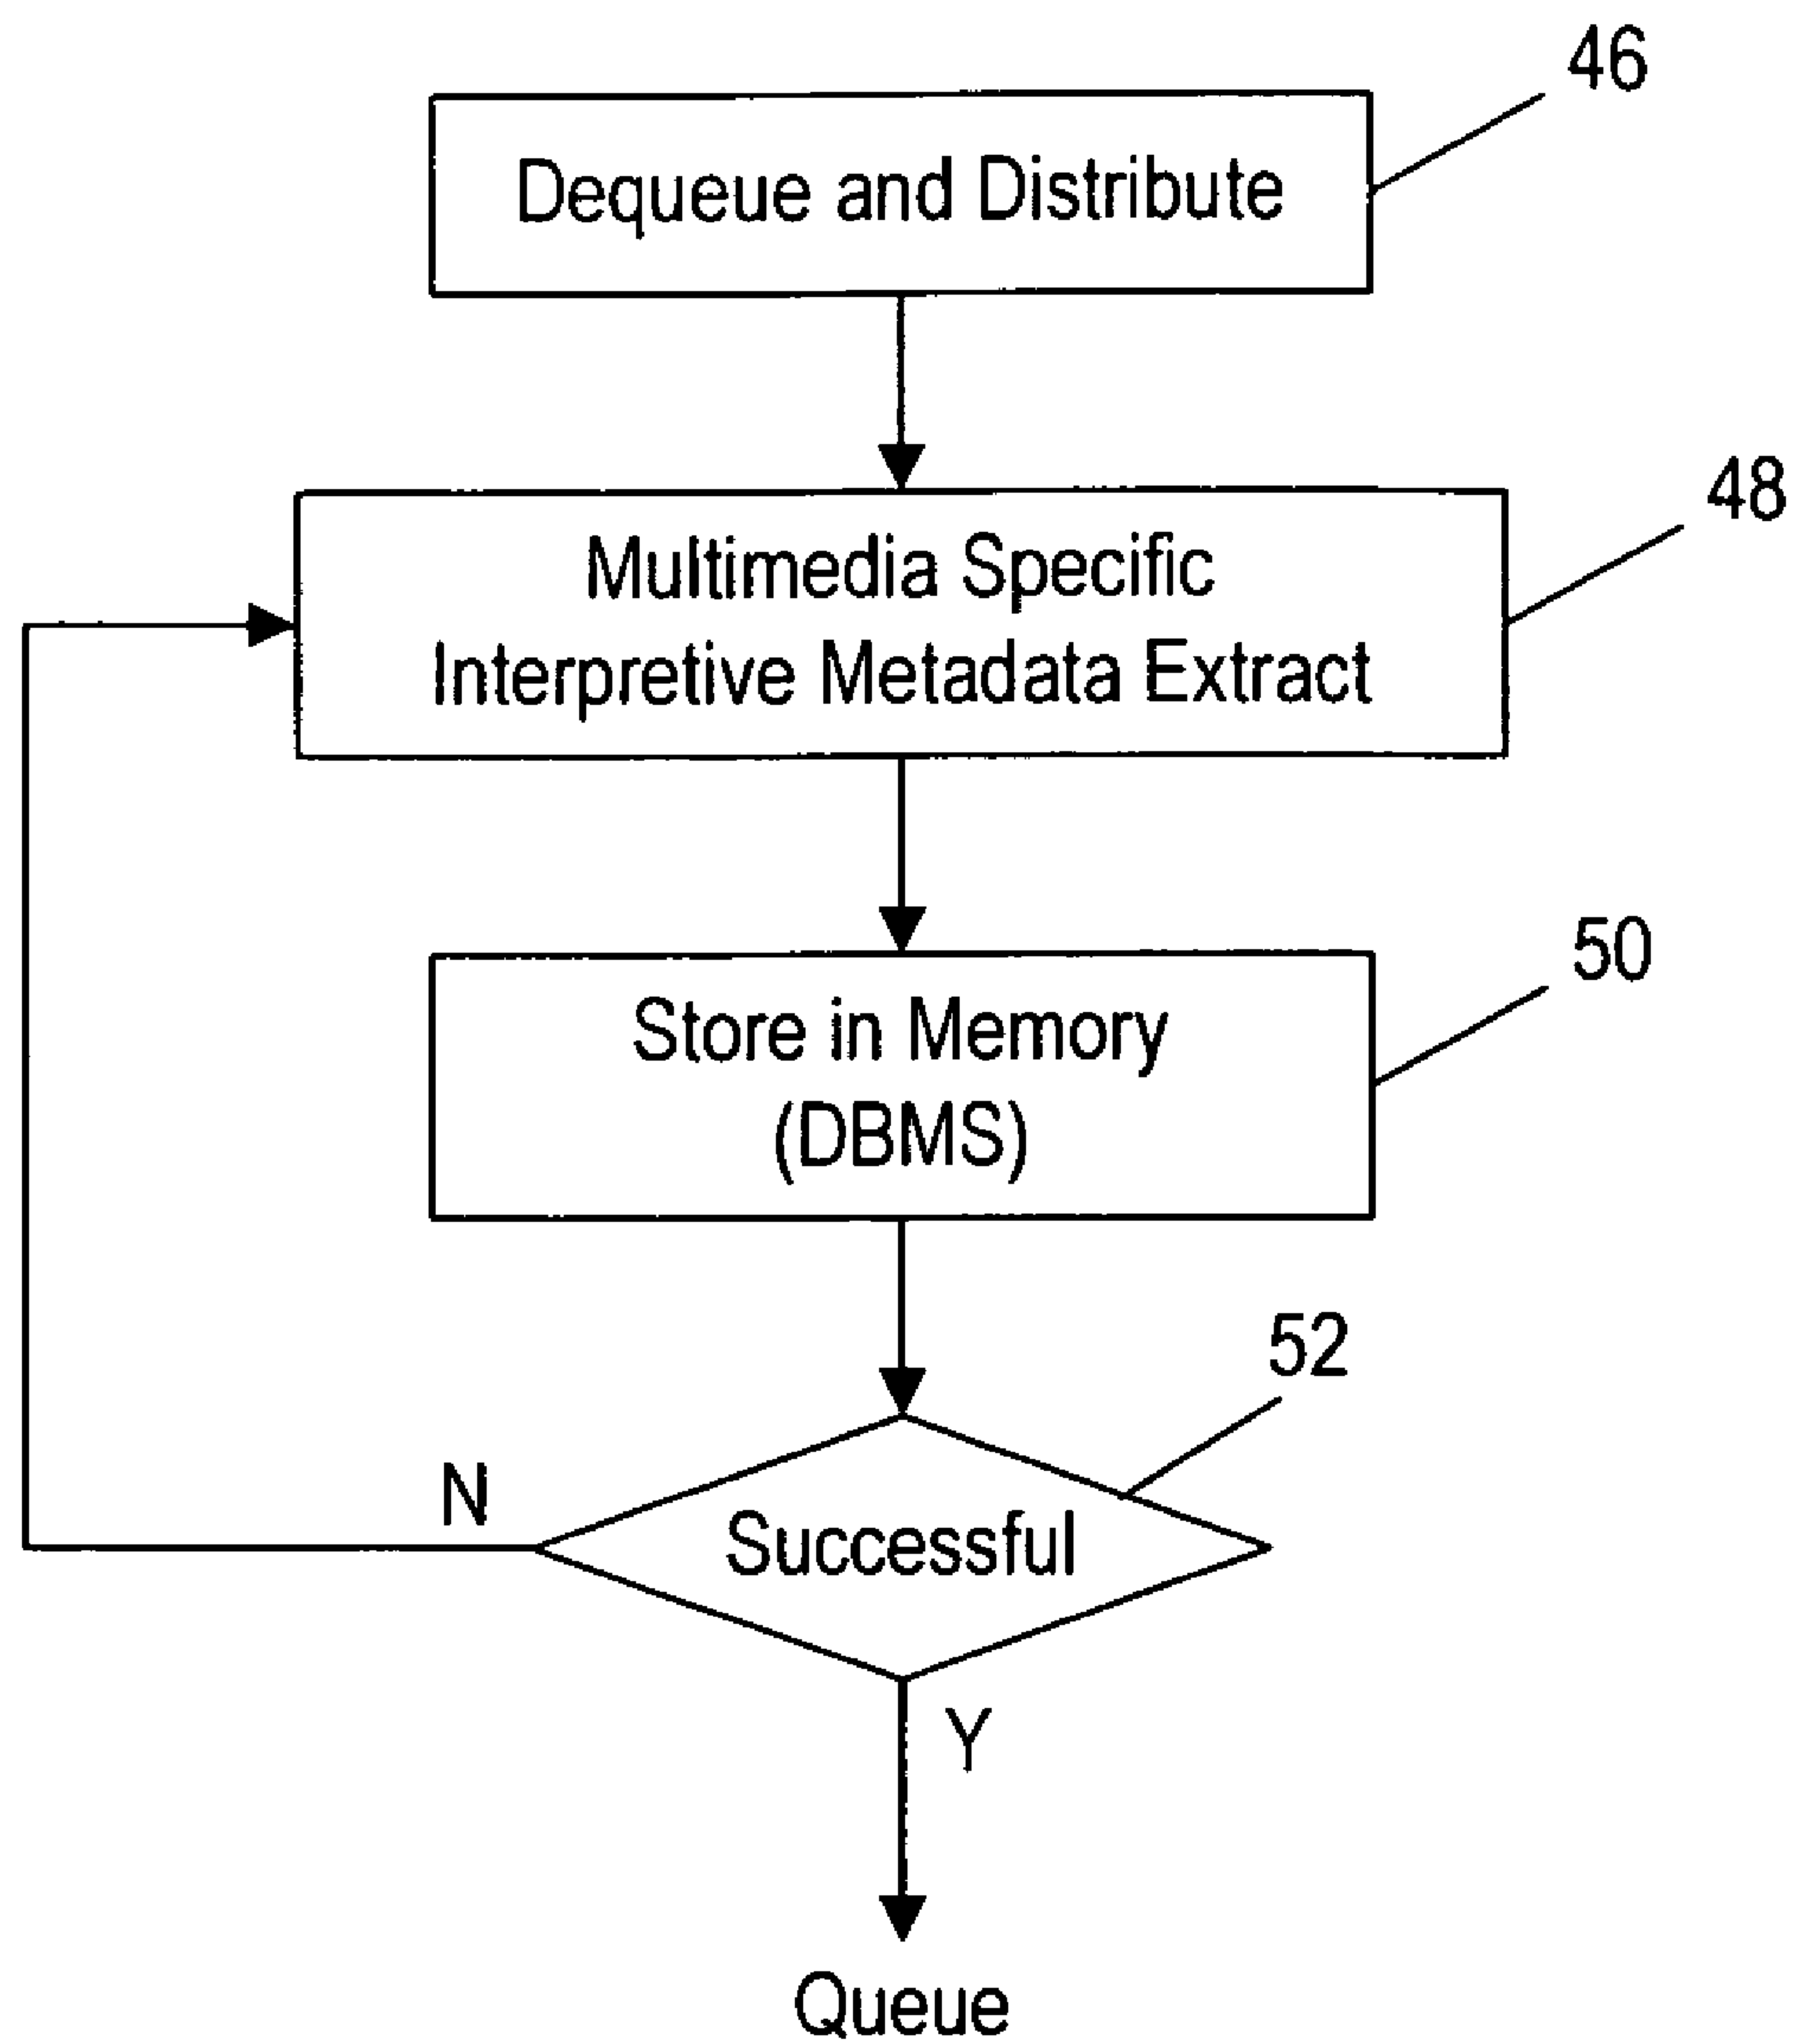 46
Dequeue and Distribute
48
Multimedia Specific
Interpretive Metadata Extract
50
Store in Memory
(DBMS)
52
N
Successful
Y
Queue